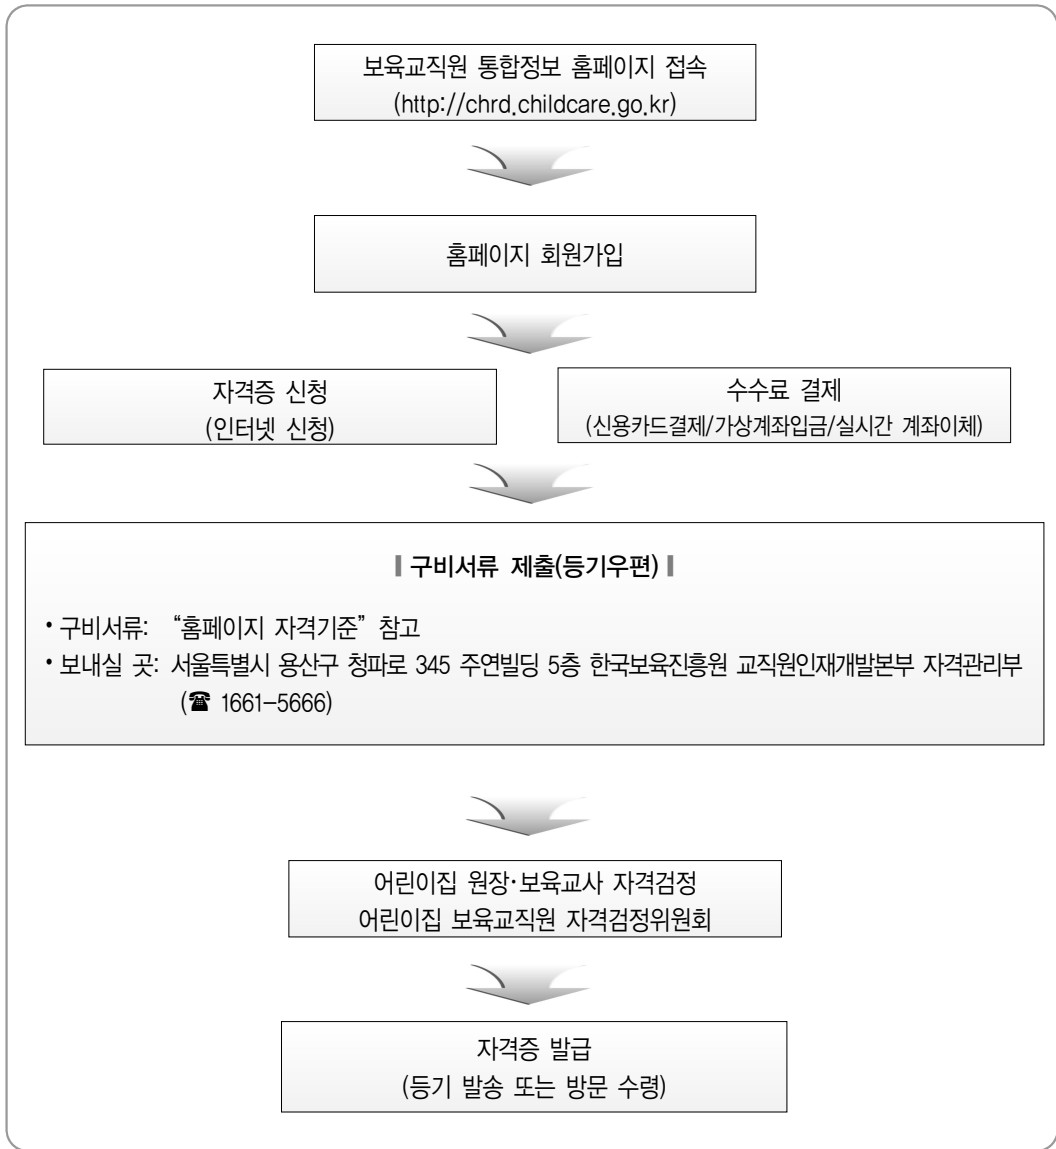 보육교직원 통합정보 홈페이지 접속
(http://chrd.childcare.go.kr)
홈페이지 회원가입
자격증 신청
(인터넷 신청)
수수료 결제
(신용카드결제/가상계좌입금/실시간 계좌이체)
∥구비서류 제출(등기우편)∥
• 구비서류: “홈페이지 자격기준” 참고
• 보내실 곳: 서울특별시 용산구 청파로 345 주연빌딩 5층 한국보육진흥원 교직원인재개발본부 자격관리부
(☎ 1661-5666)
어린이집 원장·보육교사 자격검정
어린이집 보육교직원 자격검정위원회
자격증 발급
(등기 발송 또는 방문 수령)